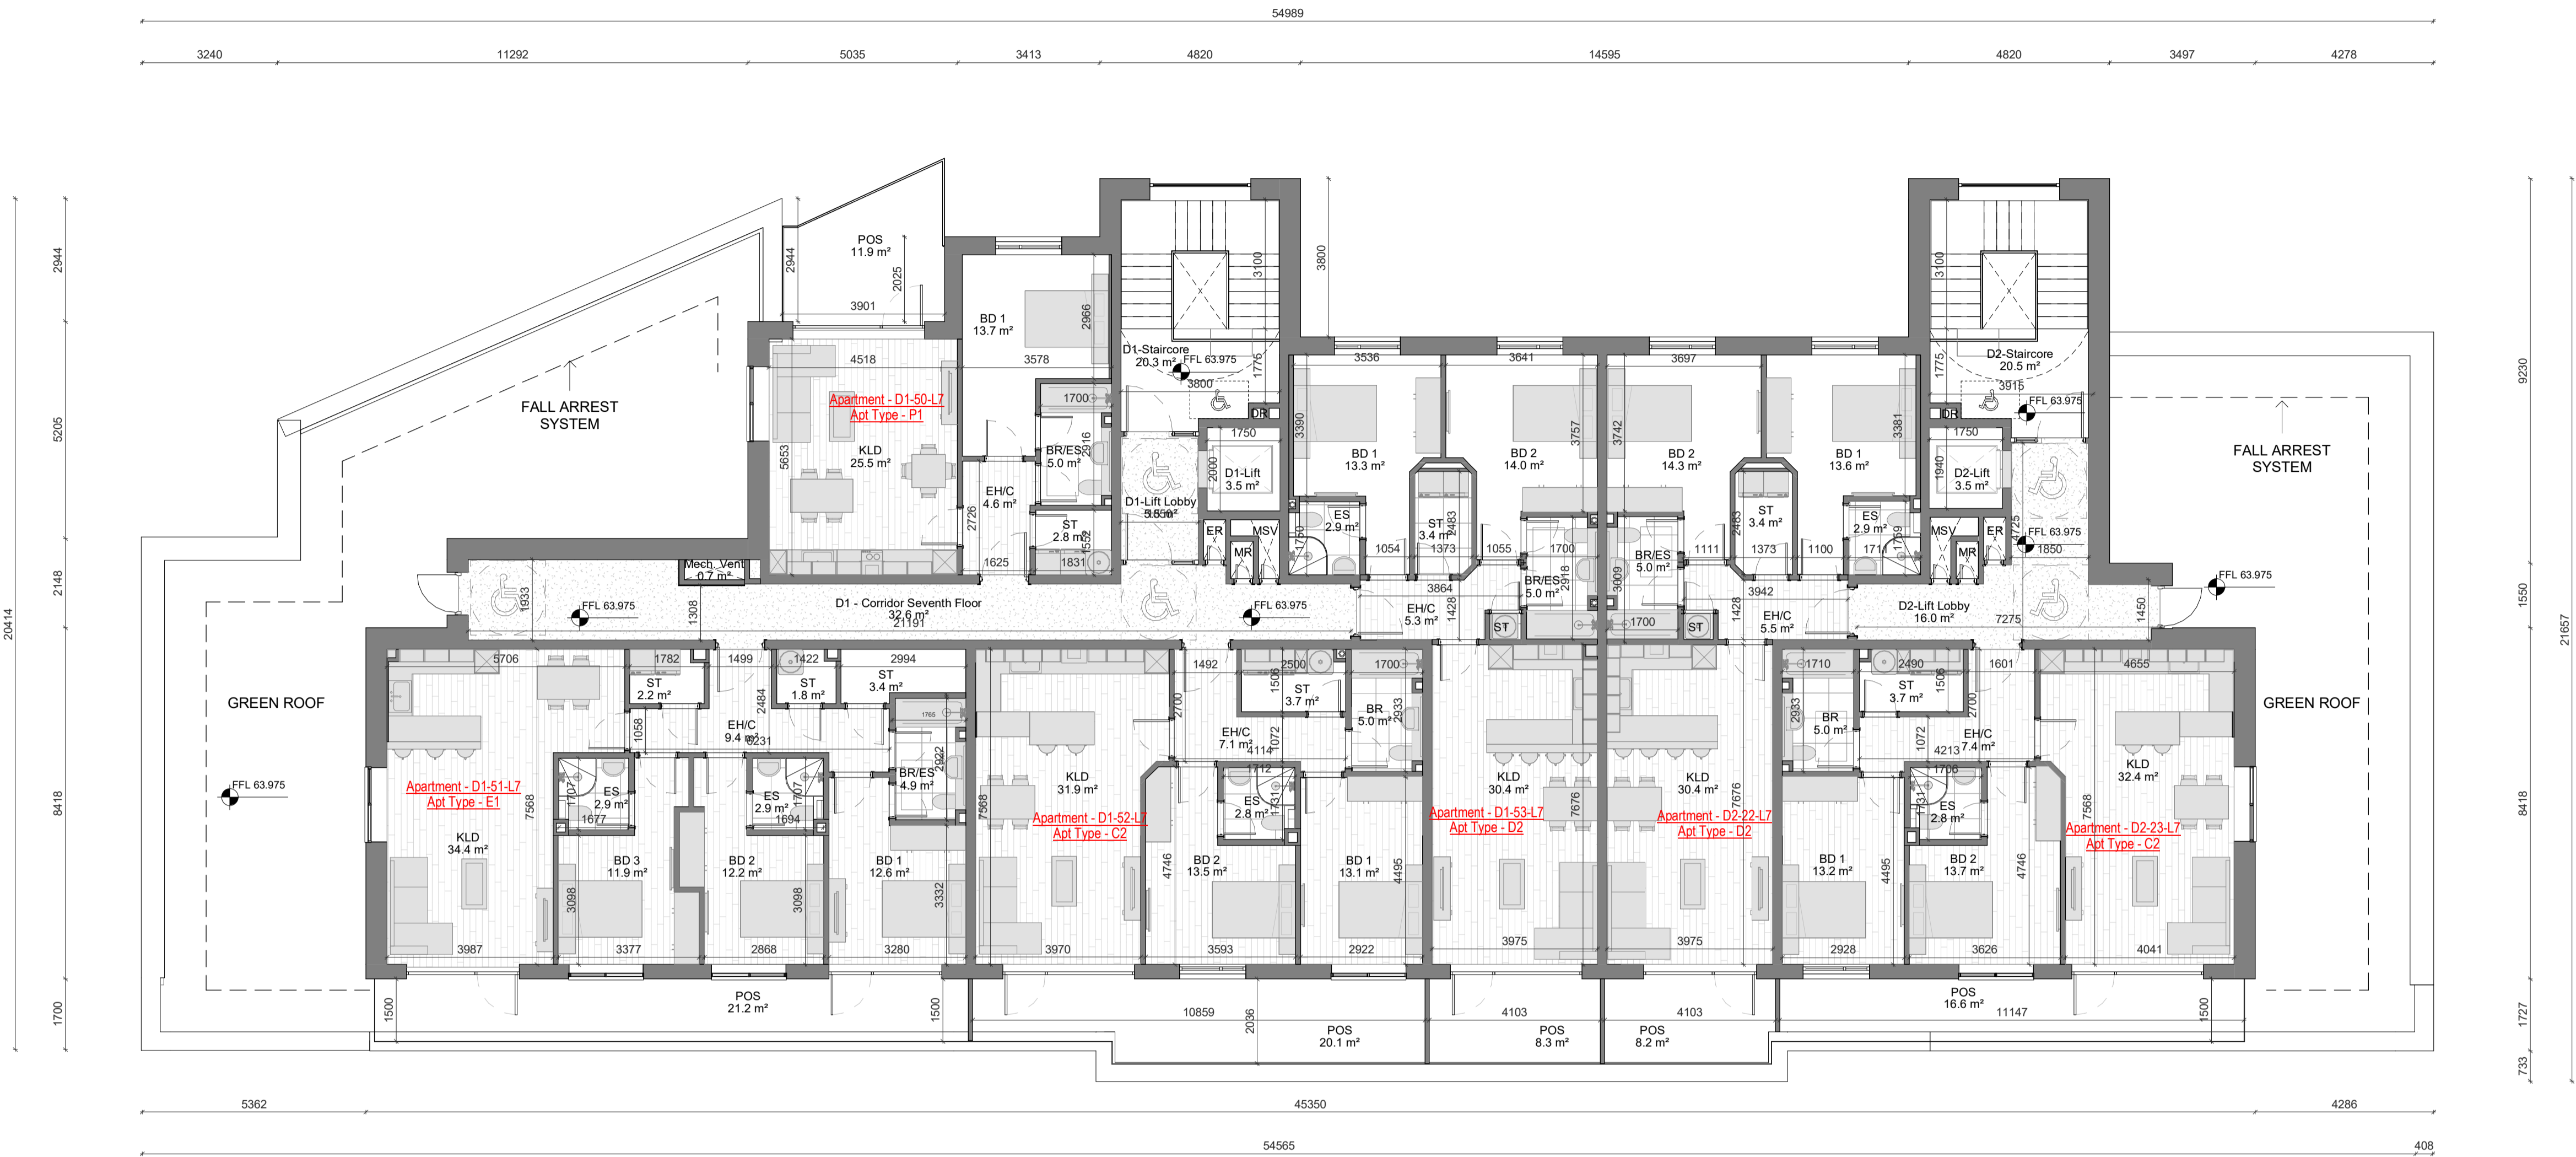 54989
3240
11292
5035
3413
4820
14595
4820
3497
4278
20414
2944
5205
2148
8418
1700
9230
1550
8418
1727
733
21657
POS
11.9 m²
2944
2025
3901
3800
BD 1
13.7 m²
2966
3578
4518
Apartment - D1-50-L7
Apt Type - P1
KLD
25.5 m²
5653
1700
BR/ES
5.0 m²
2916
EH/C
4.6 m²
2726
1625
ST
2.8 m²
1552
1831
FALL ARREST
SYSTEM
3100
D1-Staircore
20.3 m²
FFL 63.975
1775
3800
DR
1750
2000
D1-Lift
3.5 m²
D1-Lift Lobby
ER
MSV
MR
3536
3641
3697
3390
BD 1
13.3 m²
3757
BD 2
14.0 m²
3742
BD 2
14.3 m²
3381
BD 1
13.6 m²
ES
2.9 m²
1750
1054
ST
3.4 m²
2483
1373
1055
1700
BR/ES
5.0 m²
2918
3864
EH/C
5.3 m²
1428
ST
BR/ES
5.0 m²
3009
1700
1111
ST
3.4 m²
2483
1373
1100
ES
2.9 m²
1759
1711
3942
EH/C
5.5 m²
1428
ST
3100
D2-Staircore
20.5 m²
1775
3915
FFL 63.975
DR
1750
1940
D2-Lift
3.5 m²
MSV
ER
MR
14725
FFL 63.975
1850
D2-Lift Lobby
16.0 m²
7275
1450
FFL 63.975
FALL ARREST
SYSTEM
Mech. Vent
0.7 m²
1933
FFL 63.975
1308
D1 - Corridor Seventh Floor
32.6 m²
21191
FFL 63.975
GREEN ROOF
FFL 63.975
5706
1782
1499
1422
2994
ST
2.2 m²
ST
1.8 m²
ST
3.4 m²
2484
1058
EH/C
9.4 m²
6231
1765
BR/ES
4.9 m²
2922
Apartment - D1-51-L7
Apt Type - E1
KLD
34.4 m²
7568
ES
2.9 m²
1707
1677
ES
2.9 m²
1707
1694
BD 3
11.9 m²
3098
BD 2
12.2 m²
3098
BD 1
12.6 m²
3332
3987
3377
2868
3280
POS
21.2 m²
1500
1500
1492
2500
1700
1506
ST
3.7 m²
2700
BR
5.0 m²
2933
EH/C
7.1 m²
4114
1072
1712
KLD
31.9 m²
7568
Apartment - D1-52-L7
Apt Type - C2
ES
2.8 m²
1731
BD 2
13.5 m²
4746
BD 1
13.1 m²
4495
3970
3593
2922
10859
2036
POS
20.1 m²
KLD
30.4 m²
7676
Apartment - D1-53-L7
Apt Type - D2
3975
4103
POS
8.3 m²
KLD
30.4 m²
7676
Apartment - D2-22-L7
Apt Type - D2
3975
4103
POS
8.2 m²
1710
2490
1601
4655
1506
ST
3.7 m²
2700
BR
5.0 m²
2933
EH/C
7.4 m²
4213
1072
1706
ES
2.8 m²
1731
KLD
32.4 m²
7568
Apartment - D2-23-L7
Apt Type - C2
BD 1
13.2 m²
4495
BD 2
13.7 m²
4746
2928
3626
4041
POS
16.6 m²
11147
1500
GREEN ROOF
5362
45350
4286
54565
408